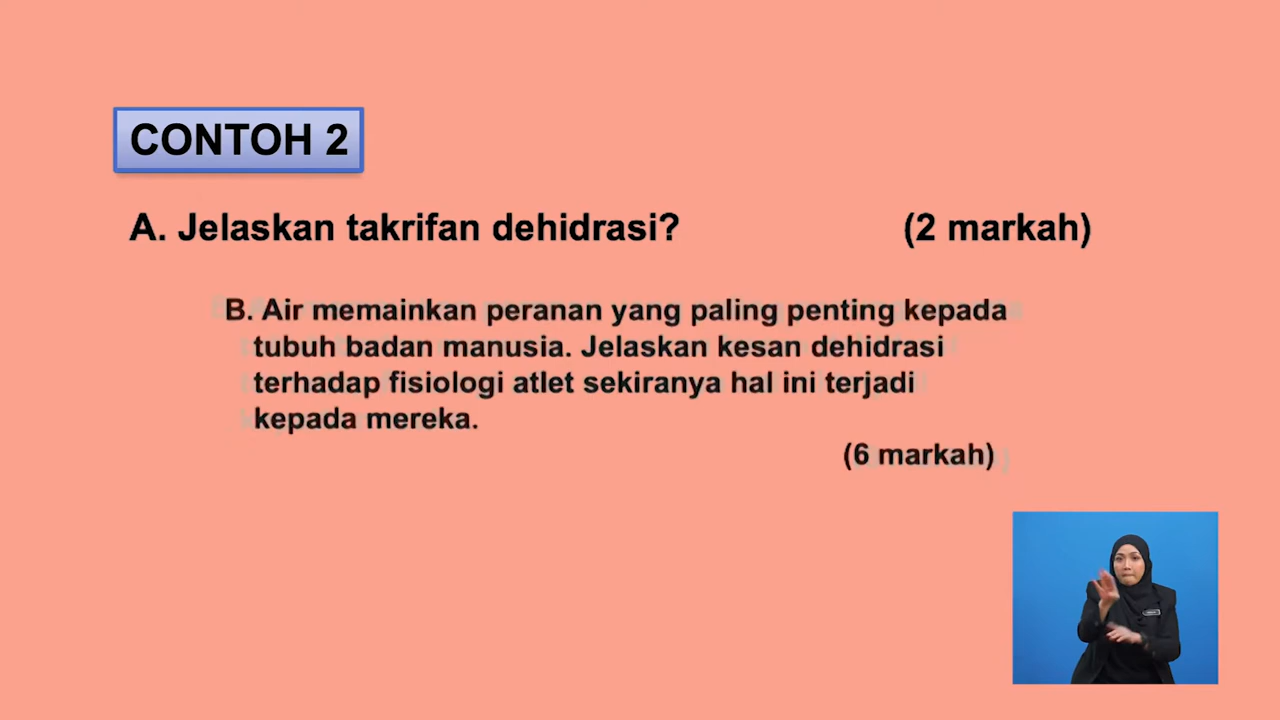 CONTOH 2
A. Jelaskan takrifan dehidrasi? (2 markah)
B. Air memainkan peranan yang paling penting kepada
tubuh badan manusia. Jelaskan kesan dehidrasi
terhadap fisiologi atlet sekiranya hal ini terjadi
kepada mereka.
(6 markah)